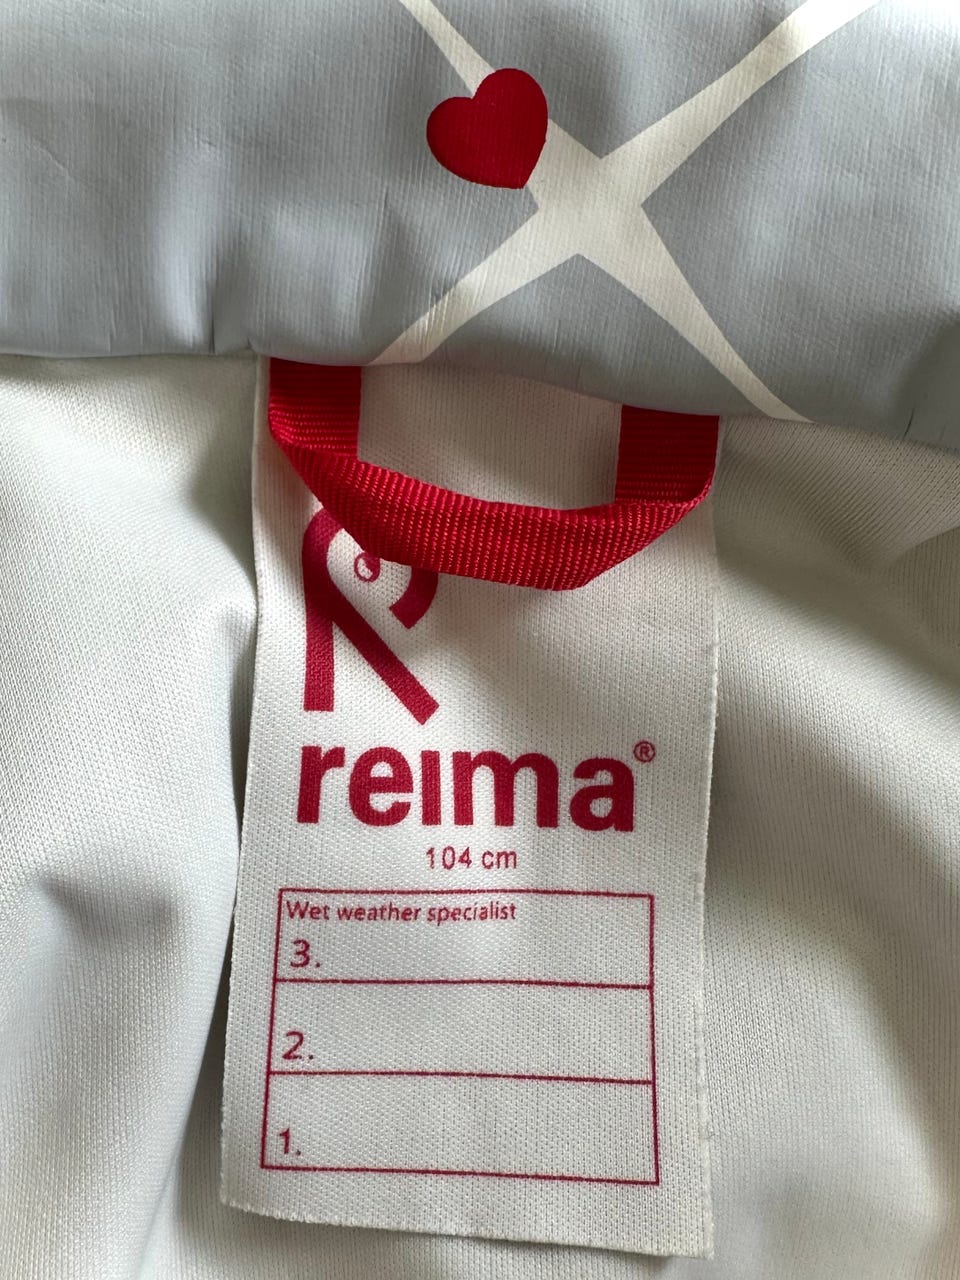 reima®
104 cm
Wet weather specialist
3.
2.
1.